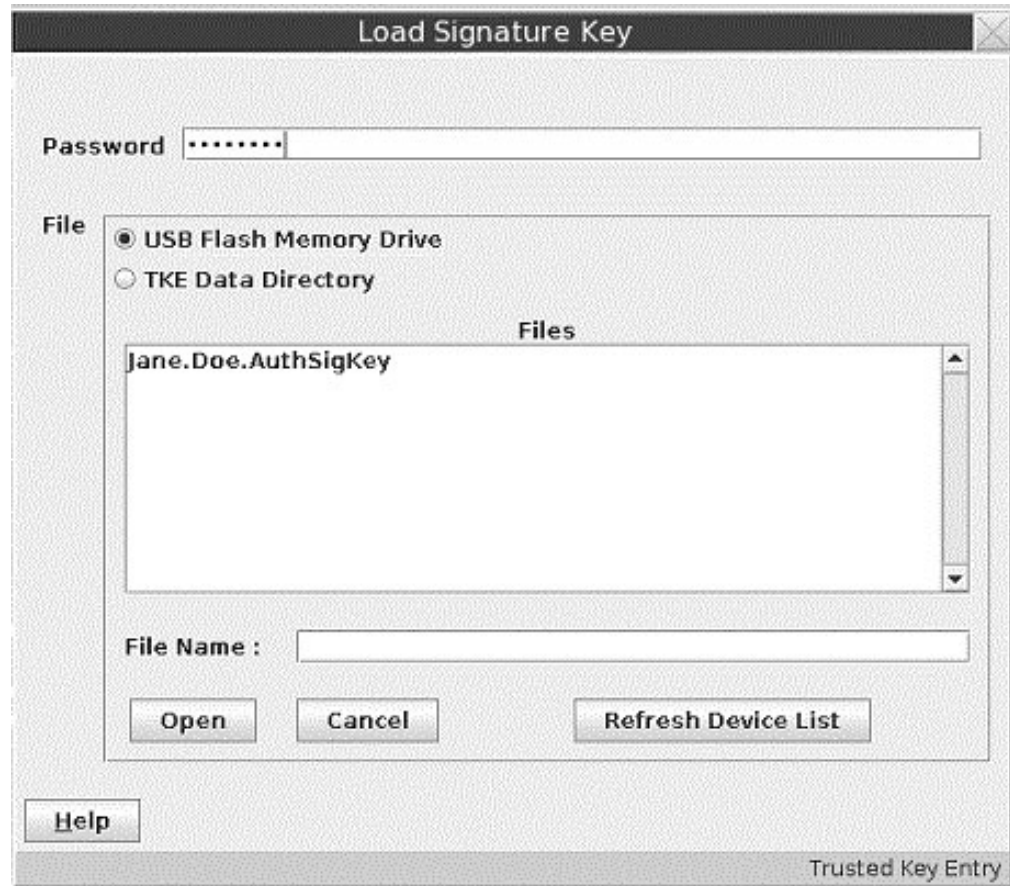 Load Signature Key
Password ••••••••
File
USB Flash Memory Drive
TKE Data Directory
Files
Jane.Doe.AuthSigKey
File Name :
Open Cancel Refresh Device List
Help
Trusted Key Entry